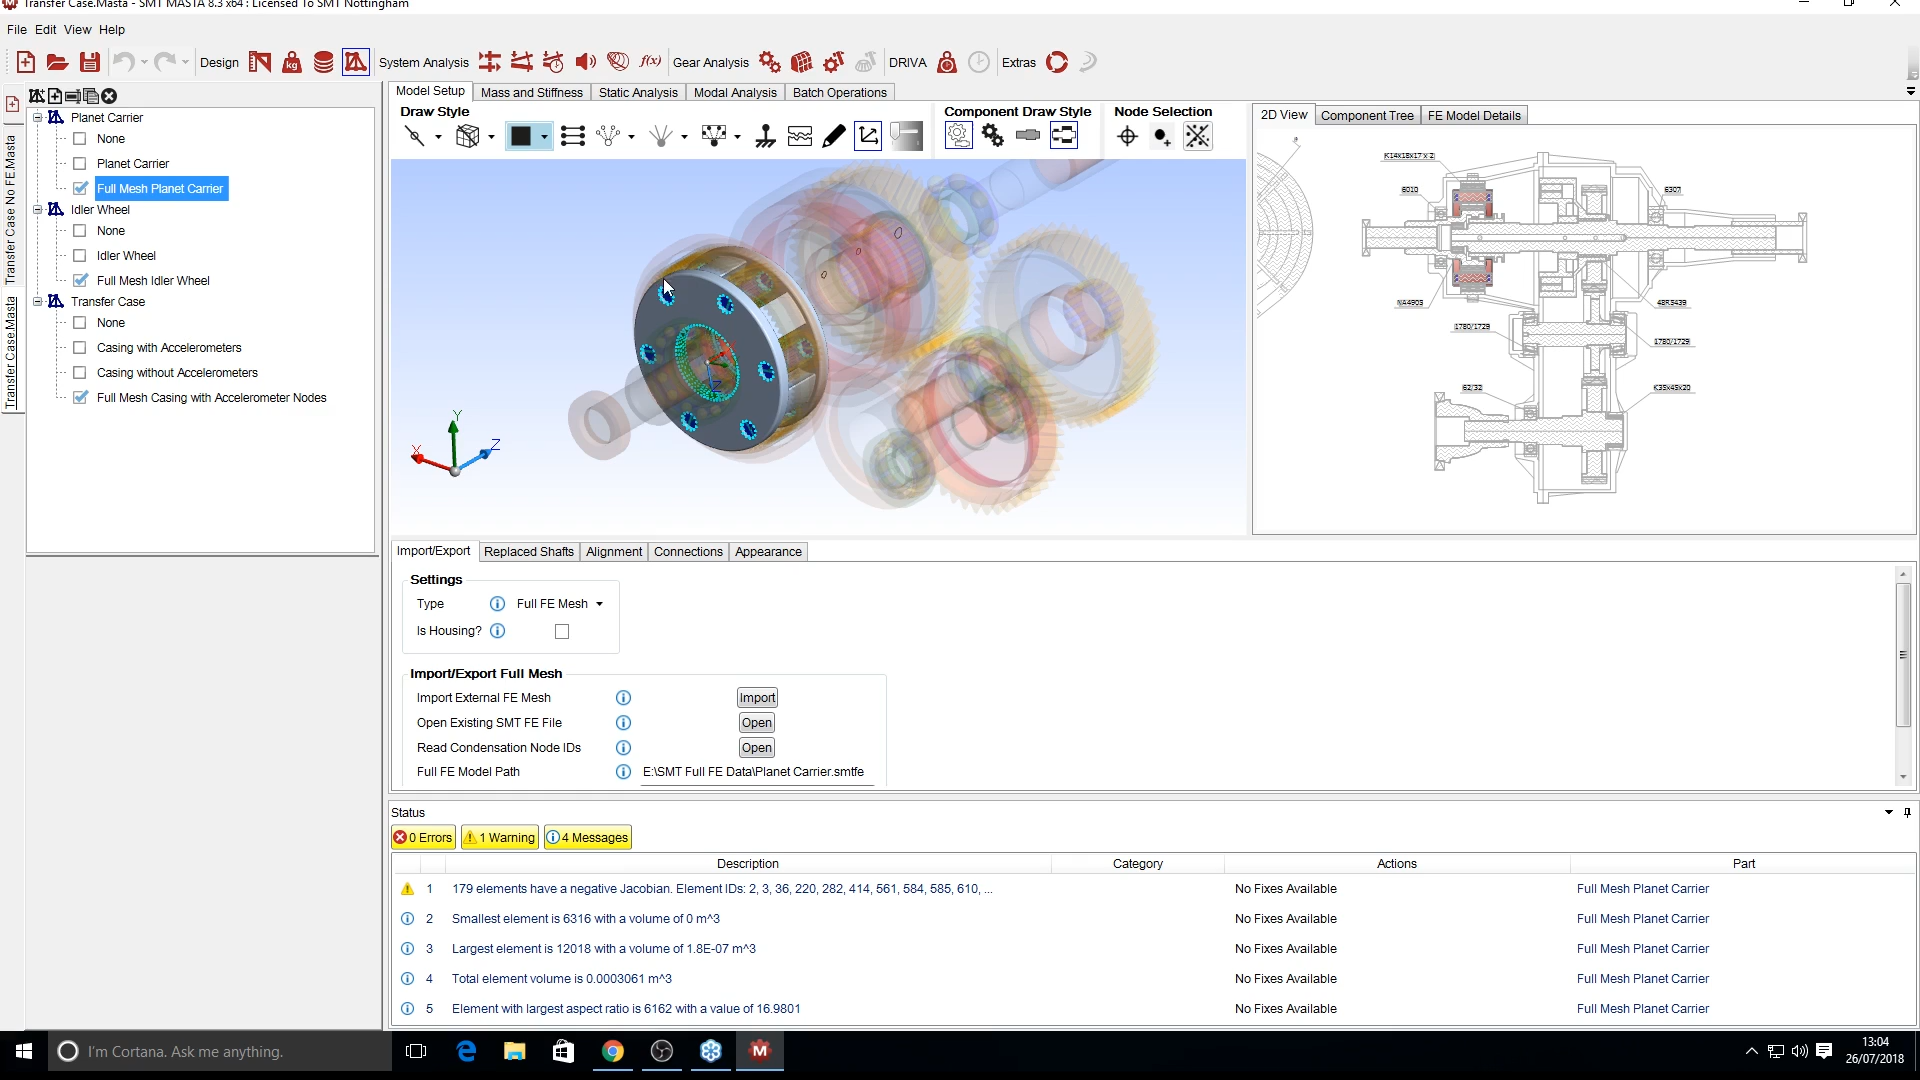 Transfer Case.Masta - SMT MASTA 8.3 x64 : Licensed To SMT Nottingham
File Edit View Help
Design System Analysis f(x) Gear Analysis DRIVA Extras
kg
Transfer Case No FE.Masta
Transfer Case.Masta
Planet Carrier
None
Planet Carrier
Full Mesh Planet Carrier
Idler Wheel
None
Idler Wheel
Full Mesh Idler Wheel
Transfer Case
None
Casing with Accelerometers
Casing without Accelerometers
Full Mesh Casing with Accelerometer Nodes
Model Setup Mass and Stiffness Static Analysis Modal Analysis Batch Operations
Draw Style Component Draw Style Node Selection
X Y Z
Z
2D View Component Tree FE Model Details
K14x18x17 x 2
6010
6307
NA4903
1780/1729
1780/1729
62/32
K35x45x20
Import/Export Replaced Shafts Alignment Connections Appearance
Settings
Type Full FE Mesh
Is Housing?
Import/Export Full Mesh
Import External FE Mesh Import
Open Existing SMT FE File Open
Read Condensation Node IDs Open
Full FE Model Path E:\SMT Full FE Data\Planet Carrier.smtfe
Status
0 Errors 1 Warning 4 Messages
Description Category Actions Part
1 179 elements have a negative Jacobian. Element IDs: 2, 3, 36, 220, 282, 414, 561, 584, 585, 610, ... No Fixes Available Full Mesh Planet Carrier
2 Smallest element is 6316 with a volume of 0 m^3 No Fixes Available Full Mesh Planet Carrier
3 Largest element is 12018 with a volume of 1.8E-07 m^3 No Fixes Available Full Mesh Planet Carrier
4 Total element volume is 0.0003061 m^3 No Fixes Available Full Mesh Planet Carrier
5 Element with largest aspect ratio is 6162 with a value of 16.9801 No Fixes Available Full Mesh Planet Carrier
I'm Cortana. Ask me anything.
M
13:04
26/07/2018